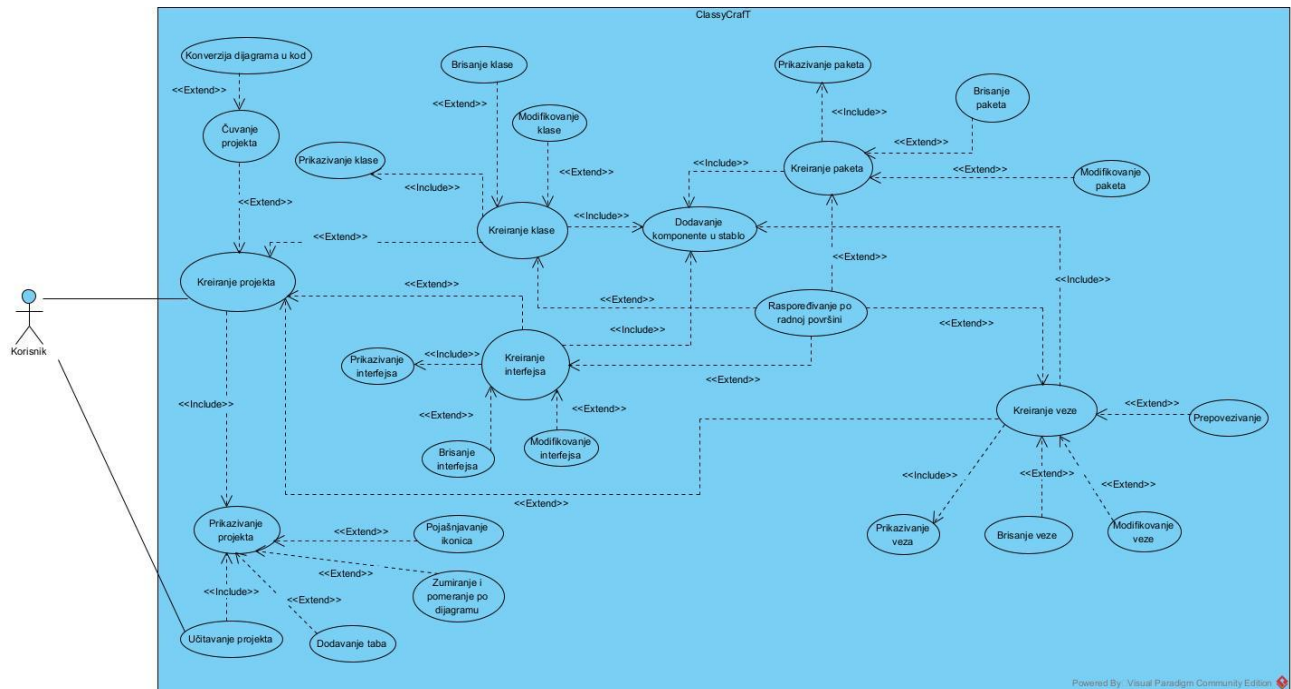 ClassyCrafT
Konverzija dijagrama u kod
<<Extend>>
Čuvanje
projekta
<<Extend>>
Brisanje klase
<<Extend>>
Modifikovanje
klase
<<Extend>>
Prikazivanje klase
<<Include>>
Kreiranje klase
<<Include>>
<<Extend>>
Prikazivanje paketa
<<Include>>
Brisanje
paketa
<<Extend>>
Kreiranje paketa
<<Extend>>
Modifikovanje
paketa
<<Include>>
Dodavanje
komponente u stablo
<<Extend>>
<<Include>>
Kreiranje projekta
<<Extend>>
<<Extend>>
Raspoređivanje po
radnoj površini
<<Extend>>
<<Include>>
Korisnik
Prikazivanje
interfejsa
<<Include>>
Kreiranje
interfejsa
<<Extend>>
<<Extend>>
<<Extend>>
Brisanje
interfejsa
Modifikovanje
interfejsa
<<Include>>
Kreiranje veze
<<Extend>>
Prepovezivanje
<<Include>>
<<Extend>>
<<Extend>>
<<Extend>>
Prikazivanje
veza
Brisanje veze
Modifikovanje
veze
Prikazivanje
projekta
<<Extend>>
Pojašnjavanje
ikonica
<<Extend>>
Zumiranje i
pomeranje po
dijagramu
<<Include>>
<<Extend>>
Učitavanje projekta
Dodavanje taba
Powered By: Visual Paradigm Community Edition